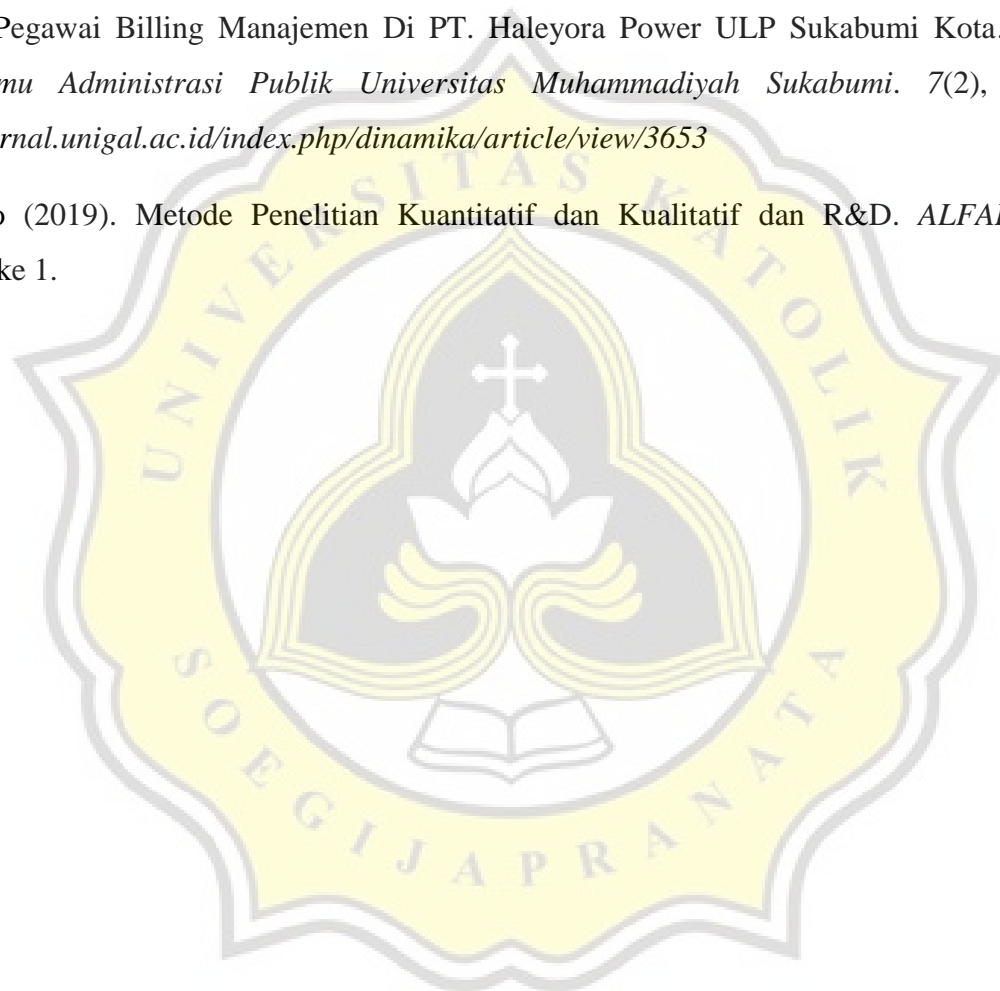 Pegawai Billing Manajemen Di PT. Haleyora Power ULP Sukabumi Kota.
mu Administrasi Publik Universitas Muhammadiyah Sukabumi. 7(2),
rnal.unigal.ac.id/index.php/dinamika/article/view/3653
o (2019). Metode Penelitian Kuantitatif dan Kualitatif dan R&D. ALFA
ke 1.
UNIVERSITAS KATOLIK
SOEGIJAPRANATA